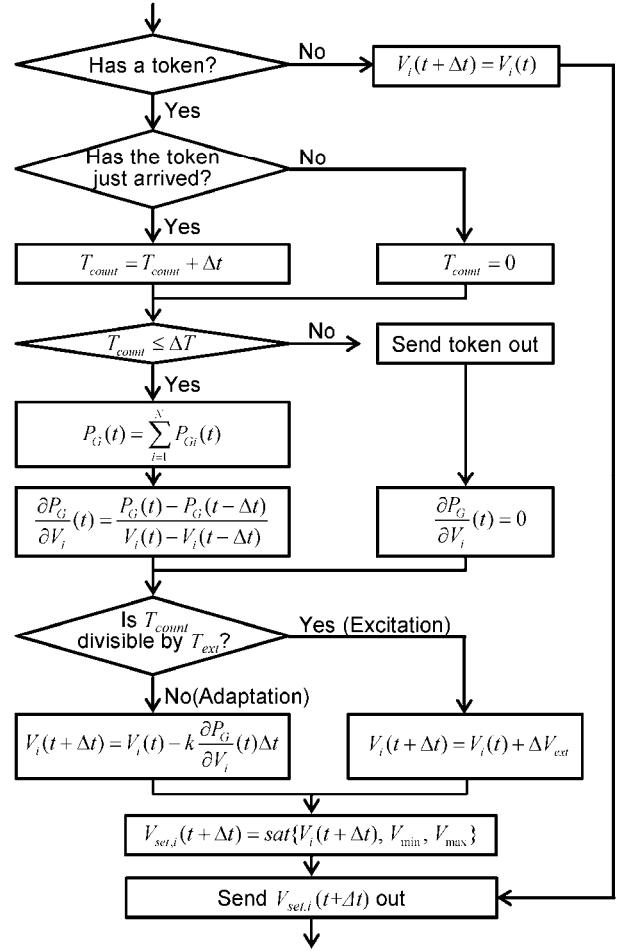 Has a token?
No
V_i(t + Δt) = V_i(t)
Yes
Has the token
just arrived?
No
Yes
T_count = T_count + Δt
T_count = 0
T_count ≤ ΔT
No
Send token out
Yes
P_G(t) = ∑_{i=1}^{N} P_Gi(t)
∂P_G/∂V_i (t) = (P_G(t) − P_G(t − Δt))/(V_i(t) − V_i(t − Δt))
∂P_G/∂V_i (t) = 0
Is T_count
divisible by T_ext?
Yes (Excitation)
No(Adaptation)
V_i(t + Δt) = V_i(t) − k ∂P_G/∂V_i (t)Δt
V_i(t + Δt) = V_i(t) + ΔV_ext
V_set,i(t + Δt) = sat{V_i(t + Δt), V_min, V_max}
Send V_set,i(t+Δt) out